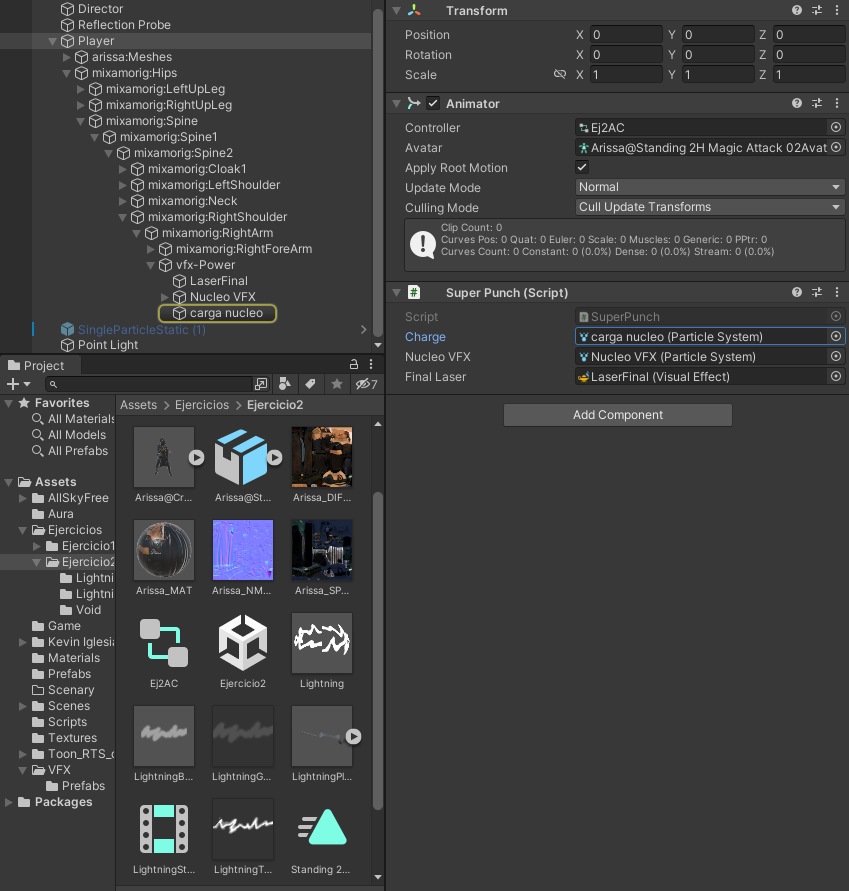 Director
Reflection Probe
Player
arissa:Meshes
mixamorig:Hips
mixamorig:LeftUpLeg
mixamorig:RightUpLeg
mixamorig:Spine
mixamorig:Spine1
mixamorig:Spine2
mixamorig:Cloak1
mixamorig:LeftShoulder
mixamorig:Neck
mixamorig:RightShoulder
mixamorig:RightArm
mixamorig:RightForeArm
vfx-Power
LaserFinal
Nucleo VFX
carga nucleo
SingleParticleStatic (1)
Point Light
Project
7
Favorites
All Materials
All Models
All Prefabs
Assets
AllSkyFree
Aura
Ejercicios
Ejercicio1
Ejercicio2
Lightni
Lightni
Void
Game
Kevin Iglesia
Materials
Prefabs
Scenary
Scenes
Scripts
Textures
Toon_RTS_d
VFX
Prefabs
Packages
Assets > Ejercicios > Ejercicio2
Arissa@Cr... Arissa@St... Arissa_DIF...
Arissa_MAT Arissa_NM... Arissa_SP...
Ej2AC Ejercicio2 Lightning
LightningB... LightningG... LightningPl...
LightningSt... LightningT... Standing 2...
Transform
Position X 0 Y 0 Z 0
Rotation X 0 Y 0 Z 0
Scale X 1 Y 1 Z 1
Animator
Controller Ej2AC
Avatar Arissa@Standing 2H Magic Attack 02Avat
Apply Root Motion
Update Mode Normal
Culling Mode Cull Update Transforms
Clip Count: 0
Curves Pos: 0 Quat: 0 Euler: 0 Scale: 0 Muscles: 0 Generic: 0 PPtr: 0
Curves Count: 0 Constant: 0 (0.0%) Dense: 0 (0.0%) Stream: 0 (0.0%)
Super Punch (Script)
Script SuperPunch
Charge carga nucleo (Particle System)
Nucleo VFX Nucleo VFX (Particle System)
Final Laser LaserFinal (Visual Effect)
Add Component